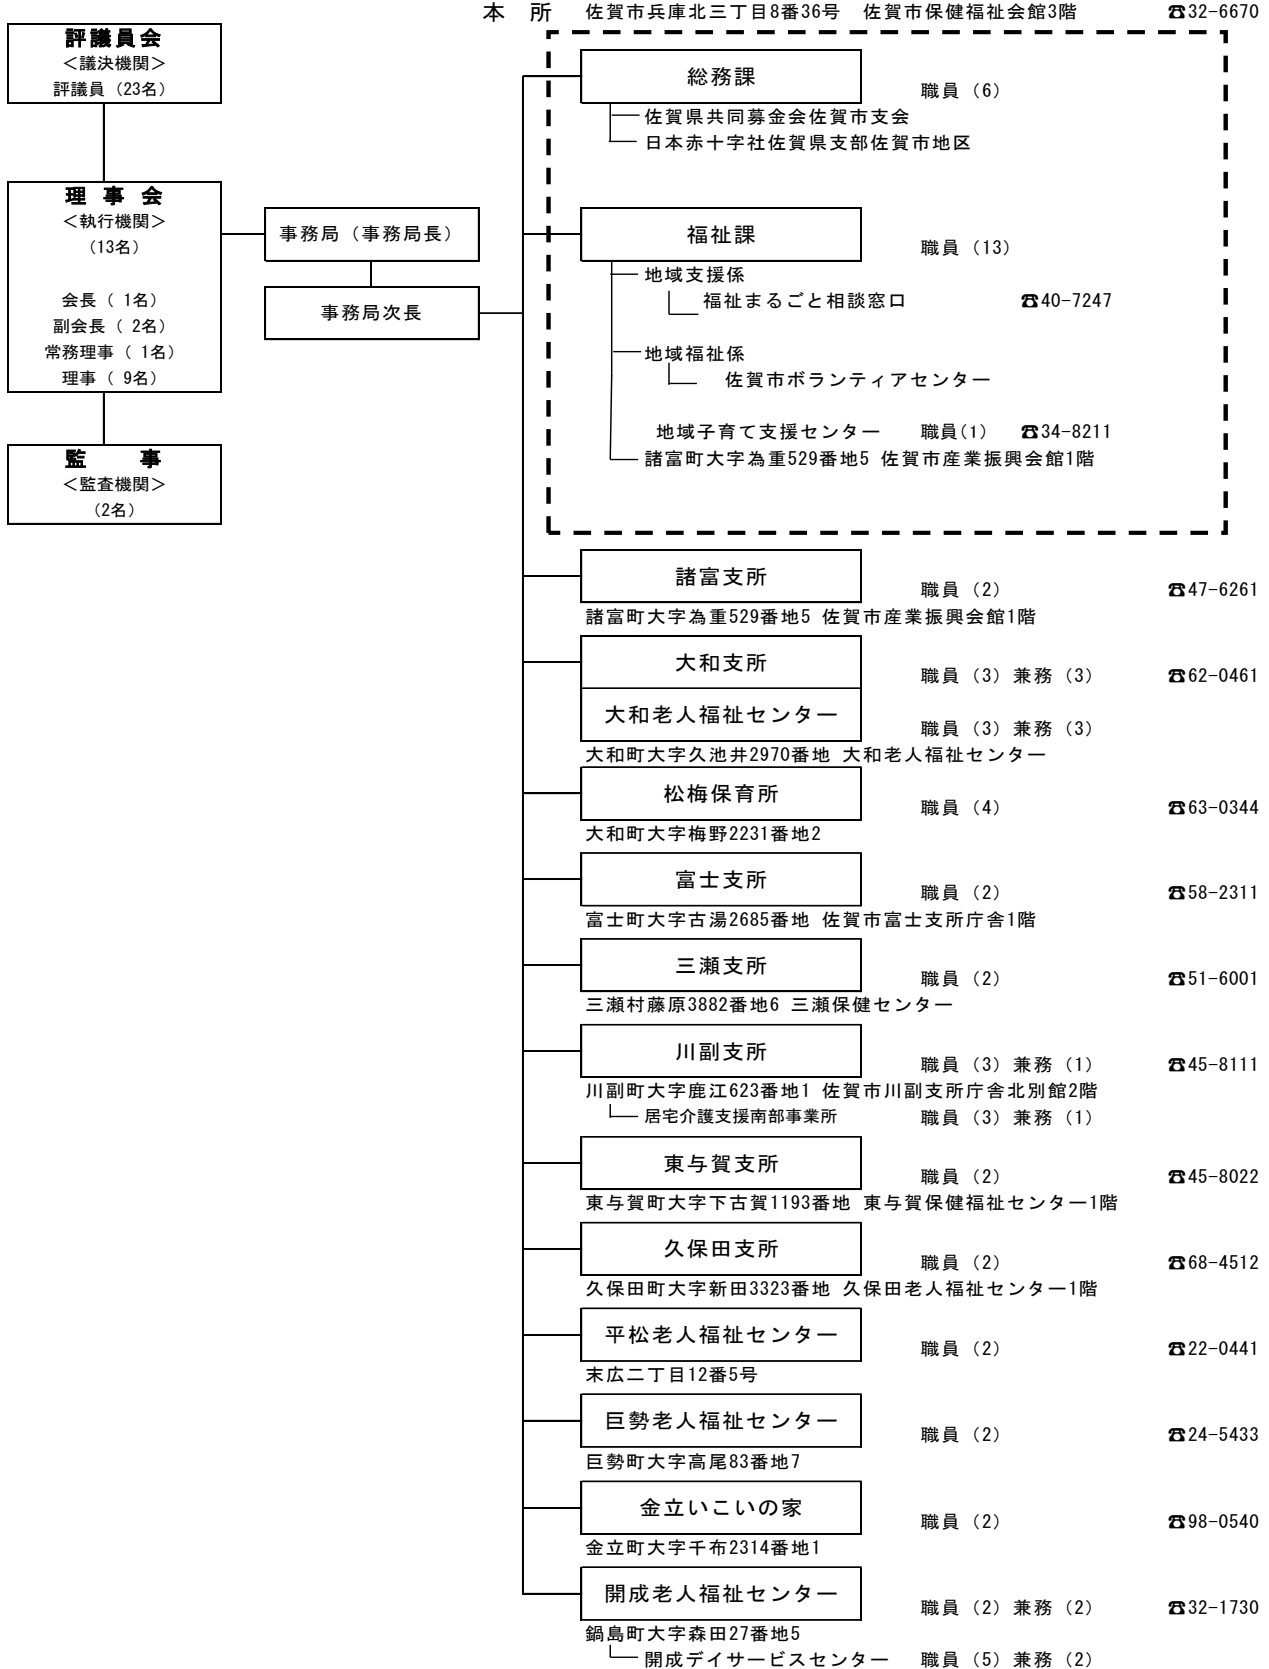 本　所　佐賀市兵庫北三丁目8番36号　佐賀市保健福祉会館3階　☎32-6670
評議員会
＜議決機関＞
評議員（23名）
理　事　会
＜執行機関＞
（13名）
会長（ 1名）
副会長（ 2名）
常務理事（ 1名）
理事（ 9名）
監　　事
＜監査機関＞
（2名）
事務局（事務局長）
事務局次長
総務課　職員（6）
佐賀県共同募金会佐賀市支会
日本赤十字社佐賀県支部佐賀市地区
福祉課　職員（13）
地域支援係
福祉まるごと相談窓口　☎40-7247
地域福祉係
佐賀市ボランティアセンター
地域子育て支援センター　職員(1)　☎34-8211
諸富町大字為重529番地5 佐賀市産業振興会館1階
諸富支所　職員（2）　☎47-6261
諸富町大字為重529番地5 佐賀市産業振興会館1階
大和支所　職員（3）兼務（3）　☎62-0461
大和老人福祉センター　職員（3）兼務（3）
大和町大字久池井2970番地 大和老人福祉センター
松梅保育所　職員（4）　☎63-0344
大和町大字梅野2231番地2
富士支所　職員（2）　☎58-2311
富士町大字古湯2685番地 佐賀市富士支所庁舎1階
三瀬支所　職員（2）　☎51-6001
三瀬村藤原3882番地6 三瀬保健センター
川副支所　職員（3）兼務（1）　☎45-8111
川副町大字鹿江623番地1 佐賀市川副支所庁舎北別館2階
居宅介護支援南部事業所　職員（3）兼務（1）
東与賀支所　職員（2）　☎45-8022
東与賀町大字下古賀1193番地 東与賀保健福祉センター1階
久保田支所　職員（2）　☎68-4512
久保田町大字新田3323番地 久保田老人福祉センター1階
平松老人福祉センター　職員（2）　☎22-0441
末広二丁目12番5号
巨勢老人福祉センター　職員（2）　☎24-5433
巨勢町大字高尾83番地7
金立いこいの家　職員（2）　☎98-0540
金立町大字千布2314番地1
開成老人福祉センター　職員（2）兼務（2）　☎32-1730
鍋島町大字森田27番地5
開成デイサービスセンター　職員（5）兼務（2）